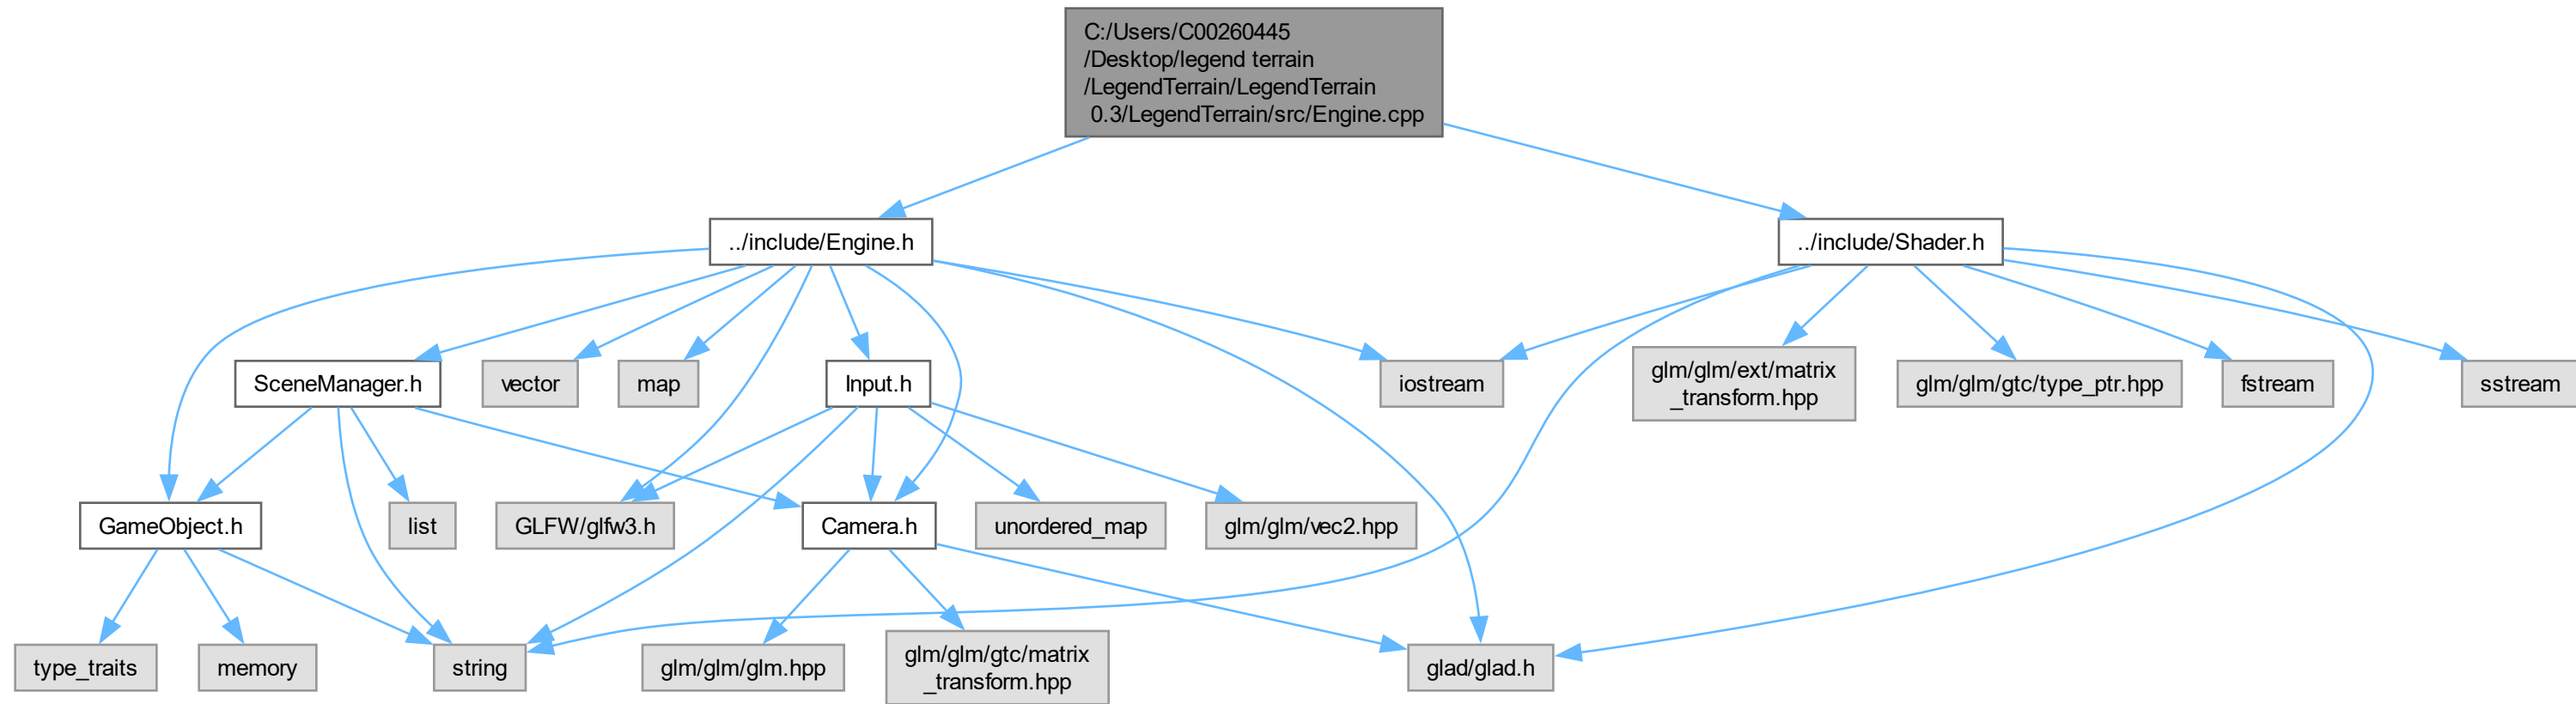 C:/Users/C00260445
/Desktop/legend terrain
/LegendTerrain/LegendTerrain
0.3/LegendTerrain/src/Engine.cpp
../include/Engine.h
../include/Shader.h
SceneManager.h
vector
map
Input.h
iostream
glm/glm/ext/matrix
_transform.hpp
glm/glm/gtc/type_ptr.hpp
fstream
sstream
GameObject.h
list
GLFW/glfw3.h
Camera.h
unordered_map
glm/glm/vec2.hpp
type_traits
memory
string
glm/glm/glm.hpp
glm/glm/gtc/matrix
_transform.hpp
glad/glad.h